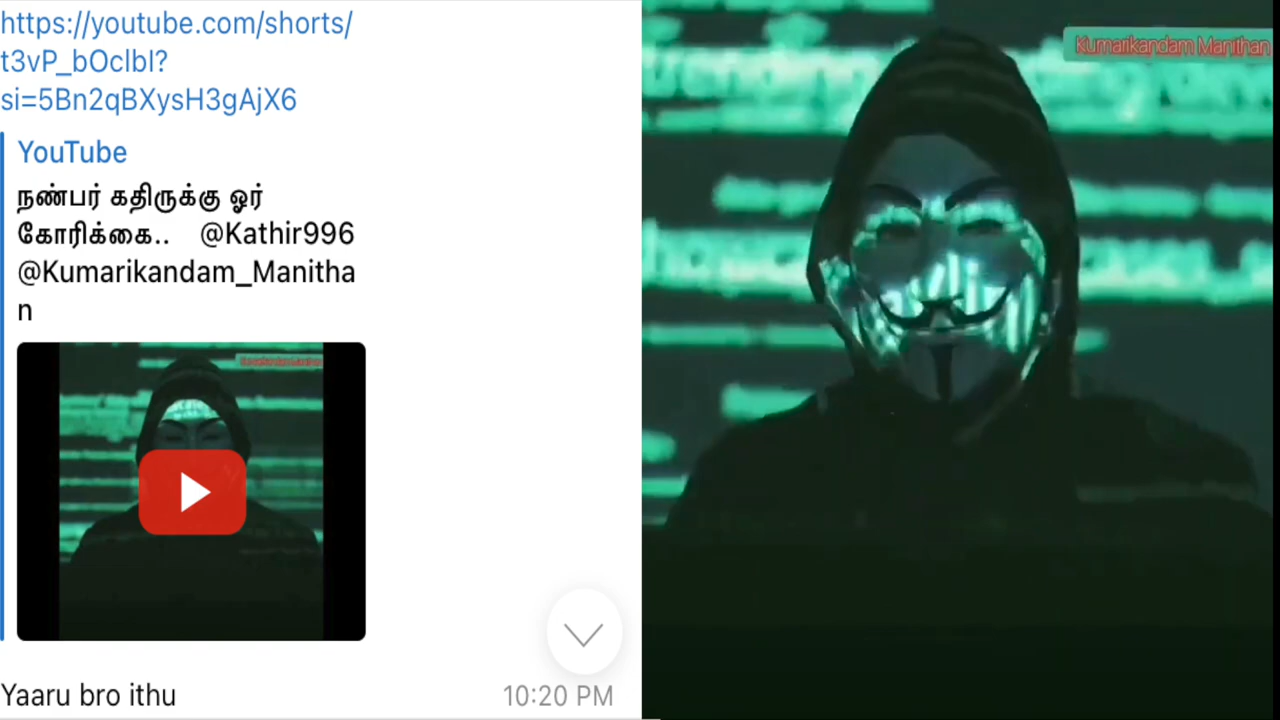 https://youtube.com/shorts/
t3vP_bOclbI?
si=5Bn2qBXysH3gAjX6
YouTube
நண்பர் கதிருக்கு ஓர்
கோரிக்கை.. @Kathir996
@Kumarikandam_Manitha
n
Yaaru bro ithu
10:20 PM
Kumarikandam Manithan